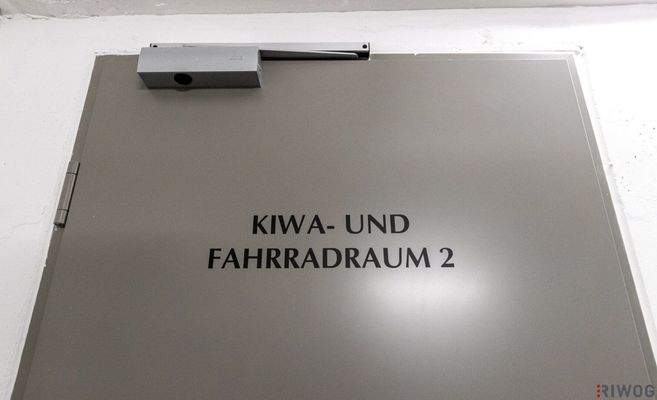 KIWA- UND
FAHRRADRAUM 2
RIWOG